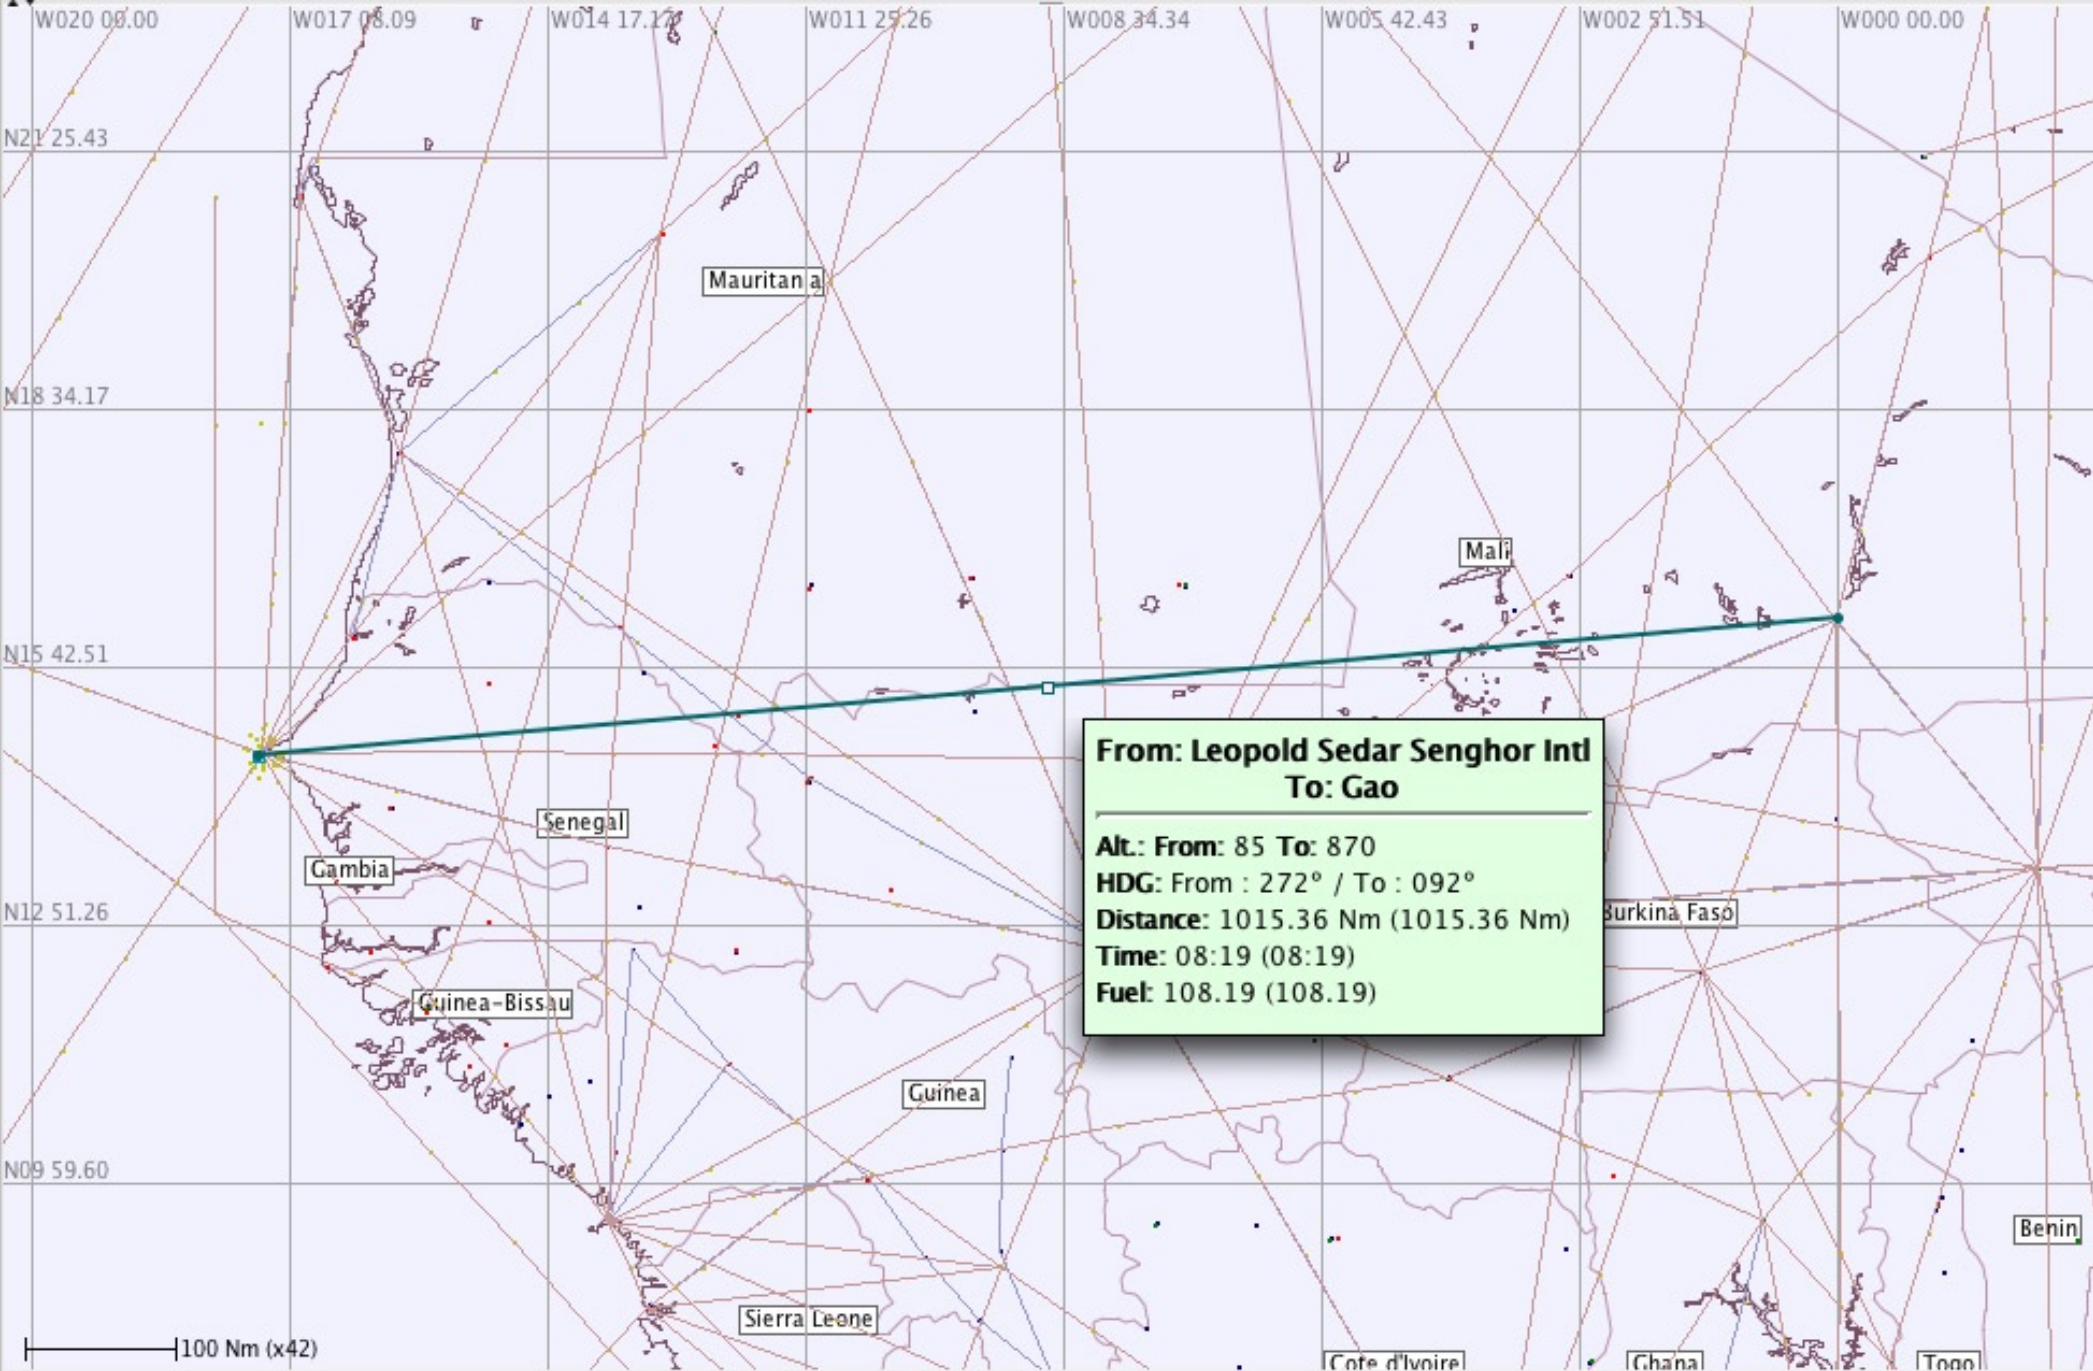 W020 00.00
W017 08.09
W014 17.17
W011 25.26
W008 34.34
W005 42.43
W002 51.51
W000 00.00
N21 25.43
Mauritania
N18 34.17
Mali
N15 42.51
From: Leopold Sedar Senghor Intl
To: Gao
Alt.: From: 85 To: 870
HDG: From : 272° / To : 092°
Distance: 1015.36 Nm (1015.36 Nm)
Time: 08:19 (08:19)
Fuel: 108.19 (108.19)
Senegal
Gambia
N12 51.26
Burkina Faso
Guinea-Bissau
Guinea
N09 59.60
Benin
Sierra Leone
100 Nm (x42)
Cote d'Ivoire
Ghana
Togo